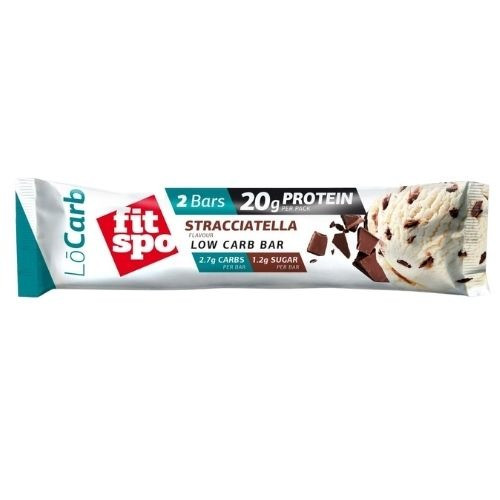 LōCarb
fit
spo
2 Bars
20g PROTEIN
PER PACK
STRACCIATELLA
FLAVOUR
LOW CARB BAR
2.7g CARBS
PER BAR
1.2g SUGAR
PER BAR